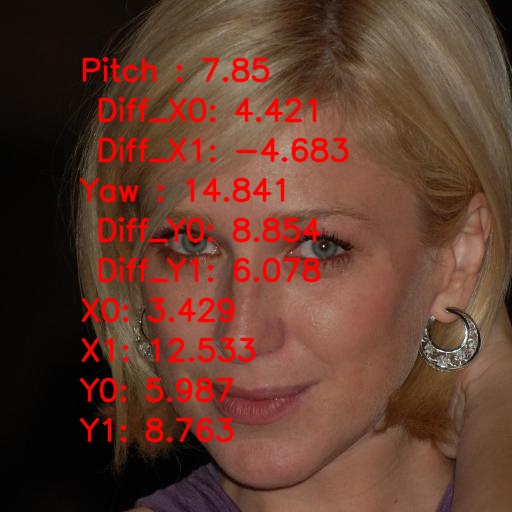 Pitch : 7.85
Diff_X0: 4.421
Diff_X1: -4.683
Yaw : 14.841
Diff_Y0: 8.854
Diff_Y1: 6.078
X0: 3.429
X1: 12.533
Y0: 5.987
Y1: 8.763